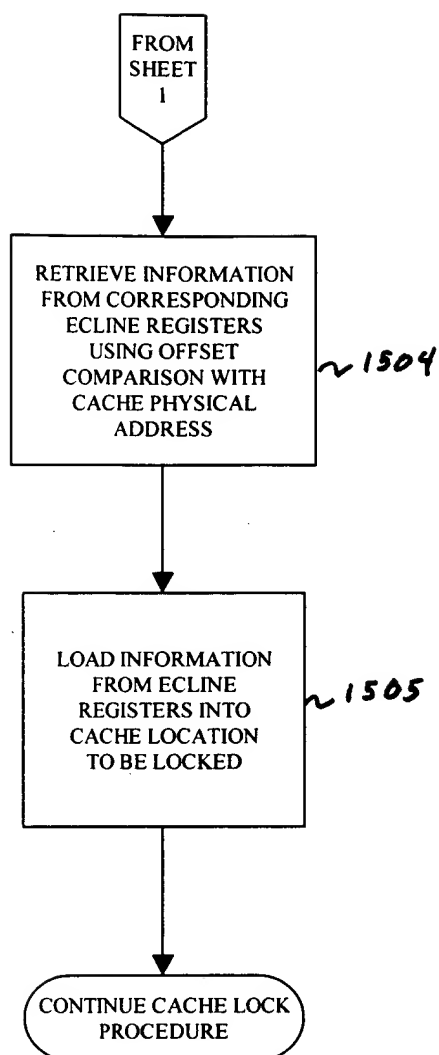 FROM
SHEET
1
RETRIEVE INFORMATION
FROM CORRESPONDING
ECLINE REGISTERS
USING OFFSET
COMPARISON WITH
CACHE PHYSICAL
ADDRESS
1504
LOAD INFORMATION
FROM ECLINE
REGISTERS INTO
CACHE LOCATION
TO BE LOCKED
1505
CONTINUE CACHE LOCK
PROCEDURE